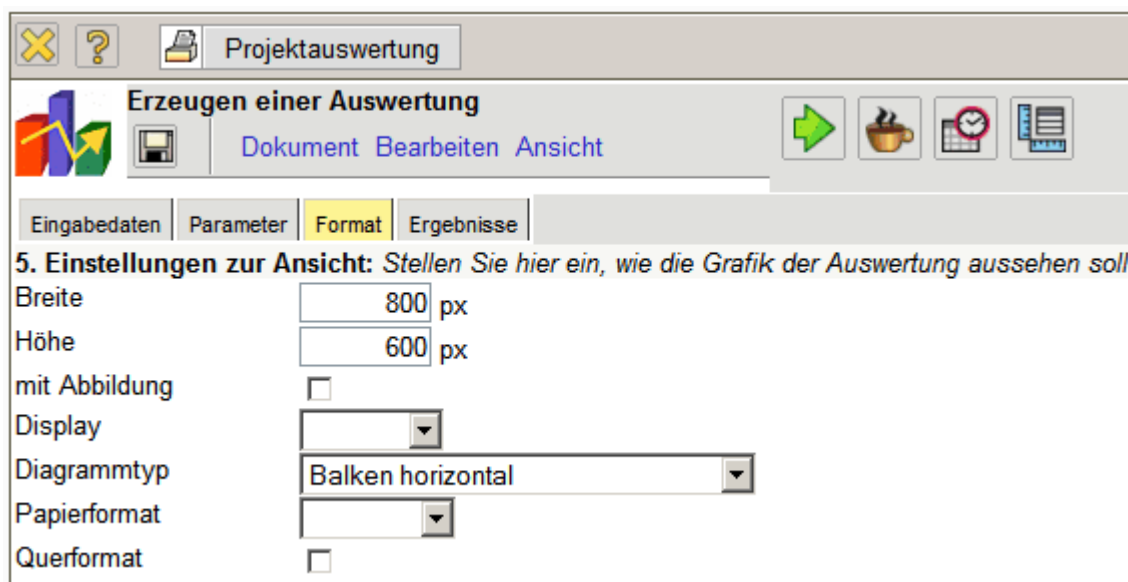 Projektauswertung
Erzeugen einer Auswertung
Dokument Bearbeiten Ansicht
Eingabedaten Parameter Format Ergebnisse
5. Einstellungen zur Ansicht: Stellen Sie hier ein, wie die Grafik der Auswertung aussehen soll
Breite 800 px
Höhe 600 px
mit Abbildung
Display
Diagrammtyp Balken horizontal
Papierformat
Querformat